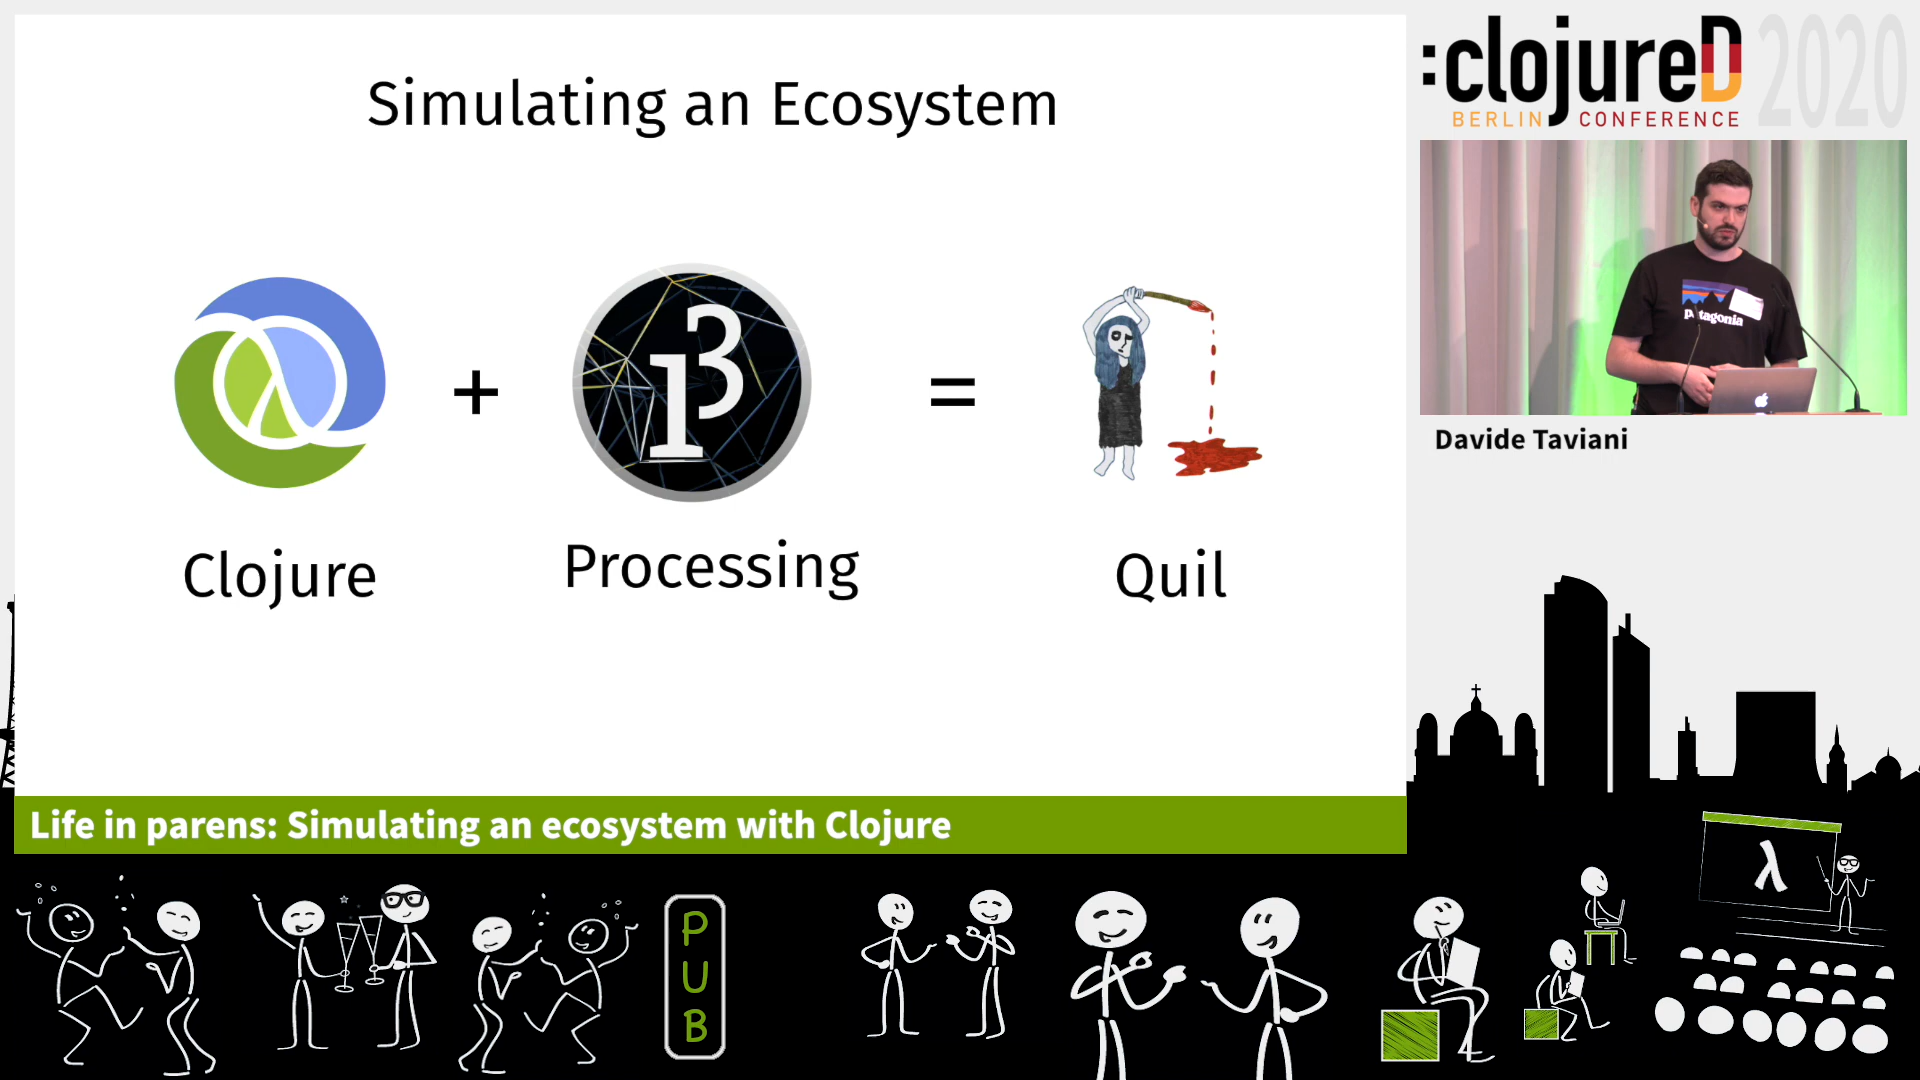 Simulating an Ecosystem
+
=
Clojure
Processing
Quil
Life in parens: Simulating an ecosystem with Clojure
:clojureD 2020
BERLIN CONFERENCE
patagonia
Davide Taviani
PUB
λ